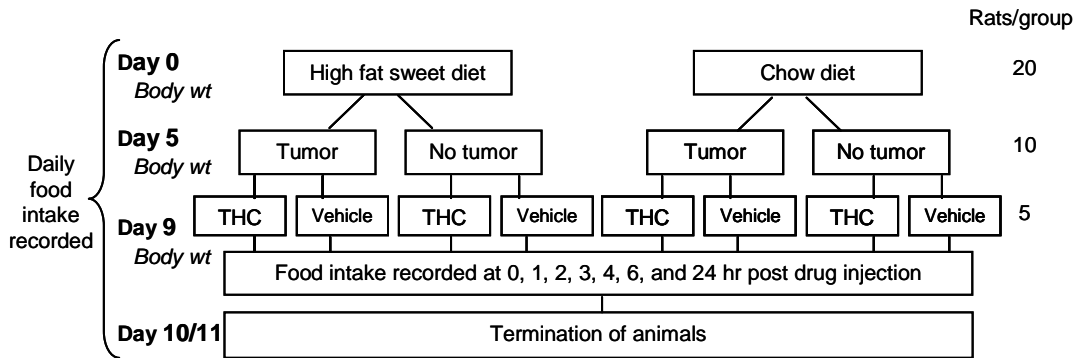 Rats/group
Day 0
Body wt
High fat sweet diet
Chow diet
20
Day 5
Body wt
Tumor
No tumor
Tumor
No tumor
10
Daily
food
intake
recorded
THC
Vehicle
THC
Vehicle
THC
Vehicle
THC
Vehicle
5
Day 9
Body wt
Food intake recorded at 0, 1, 2, 3, 4, 6, and 24 hr post drug injection
Day 10/11
Termination of animals